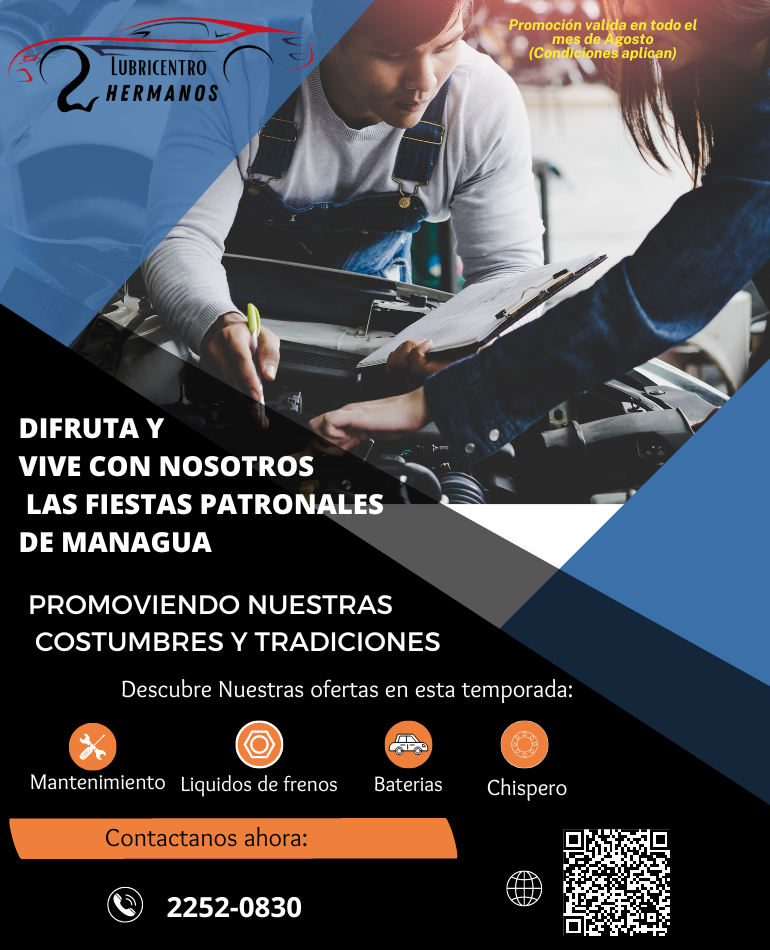 Promoción valida en todo el
mes de Agosto
(Condiciones aplican)
2 LUBRICENTRO
HERMANOS
DIFRUTA Y
VIVE CON NOSOTROS
LAS FIESTAS PATRONALES
DE MANAGUA
PROMOVIENDO NUESTRAS
COSTUMBRES Y TRADICIONES
Descubre Nuestras ofertas en esta temporada:
Mantenimiento Liquidos de frenos Baterias Chispero
Contactanos ahora:
2252-0830